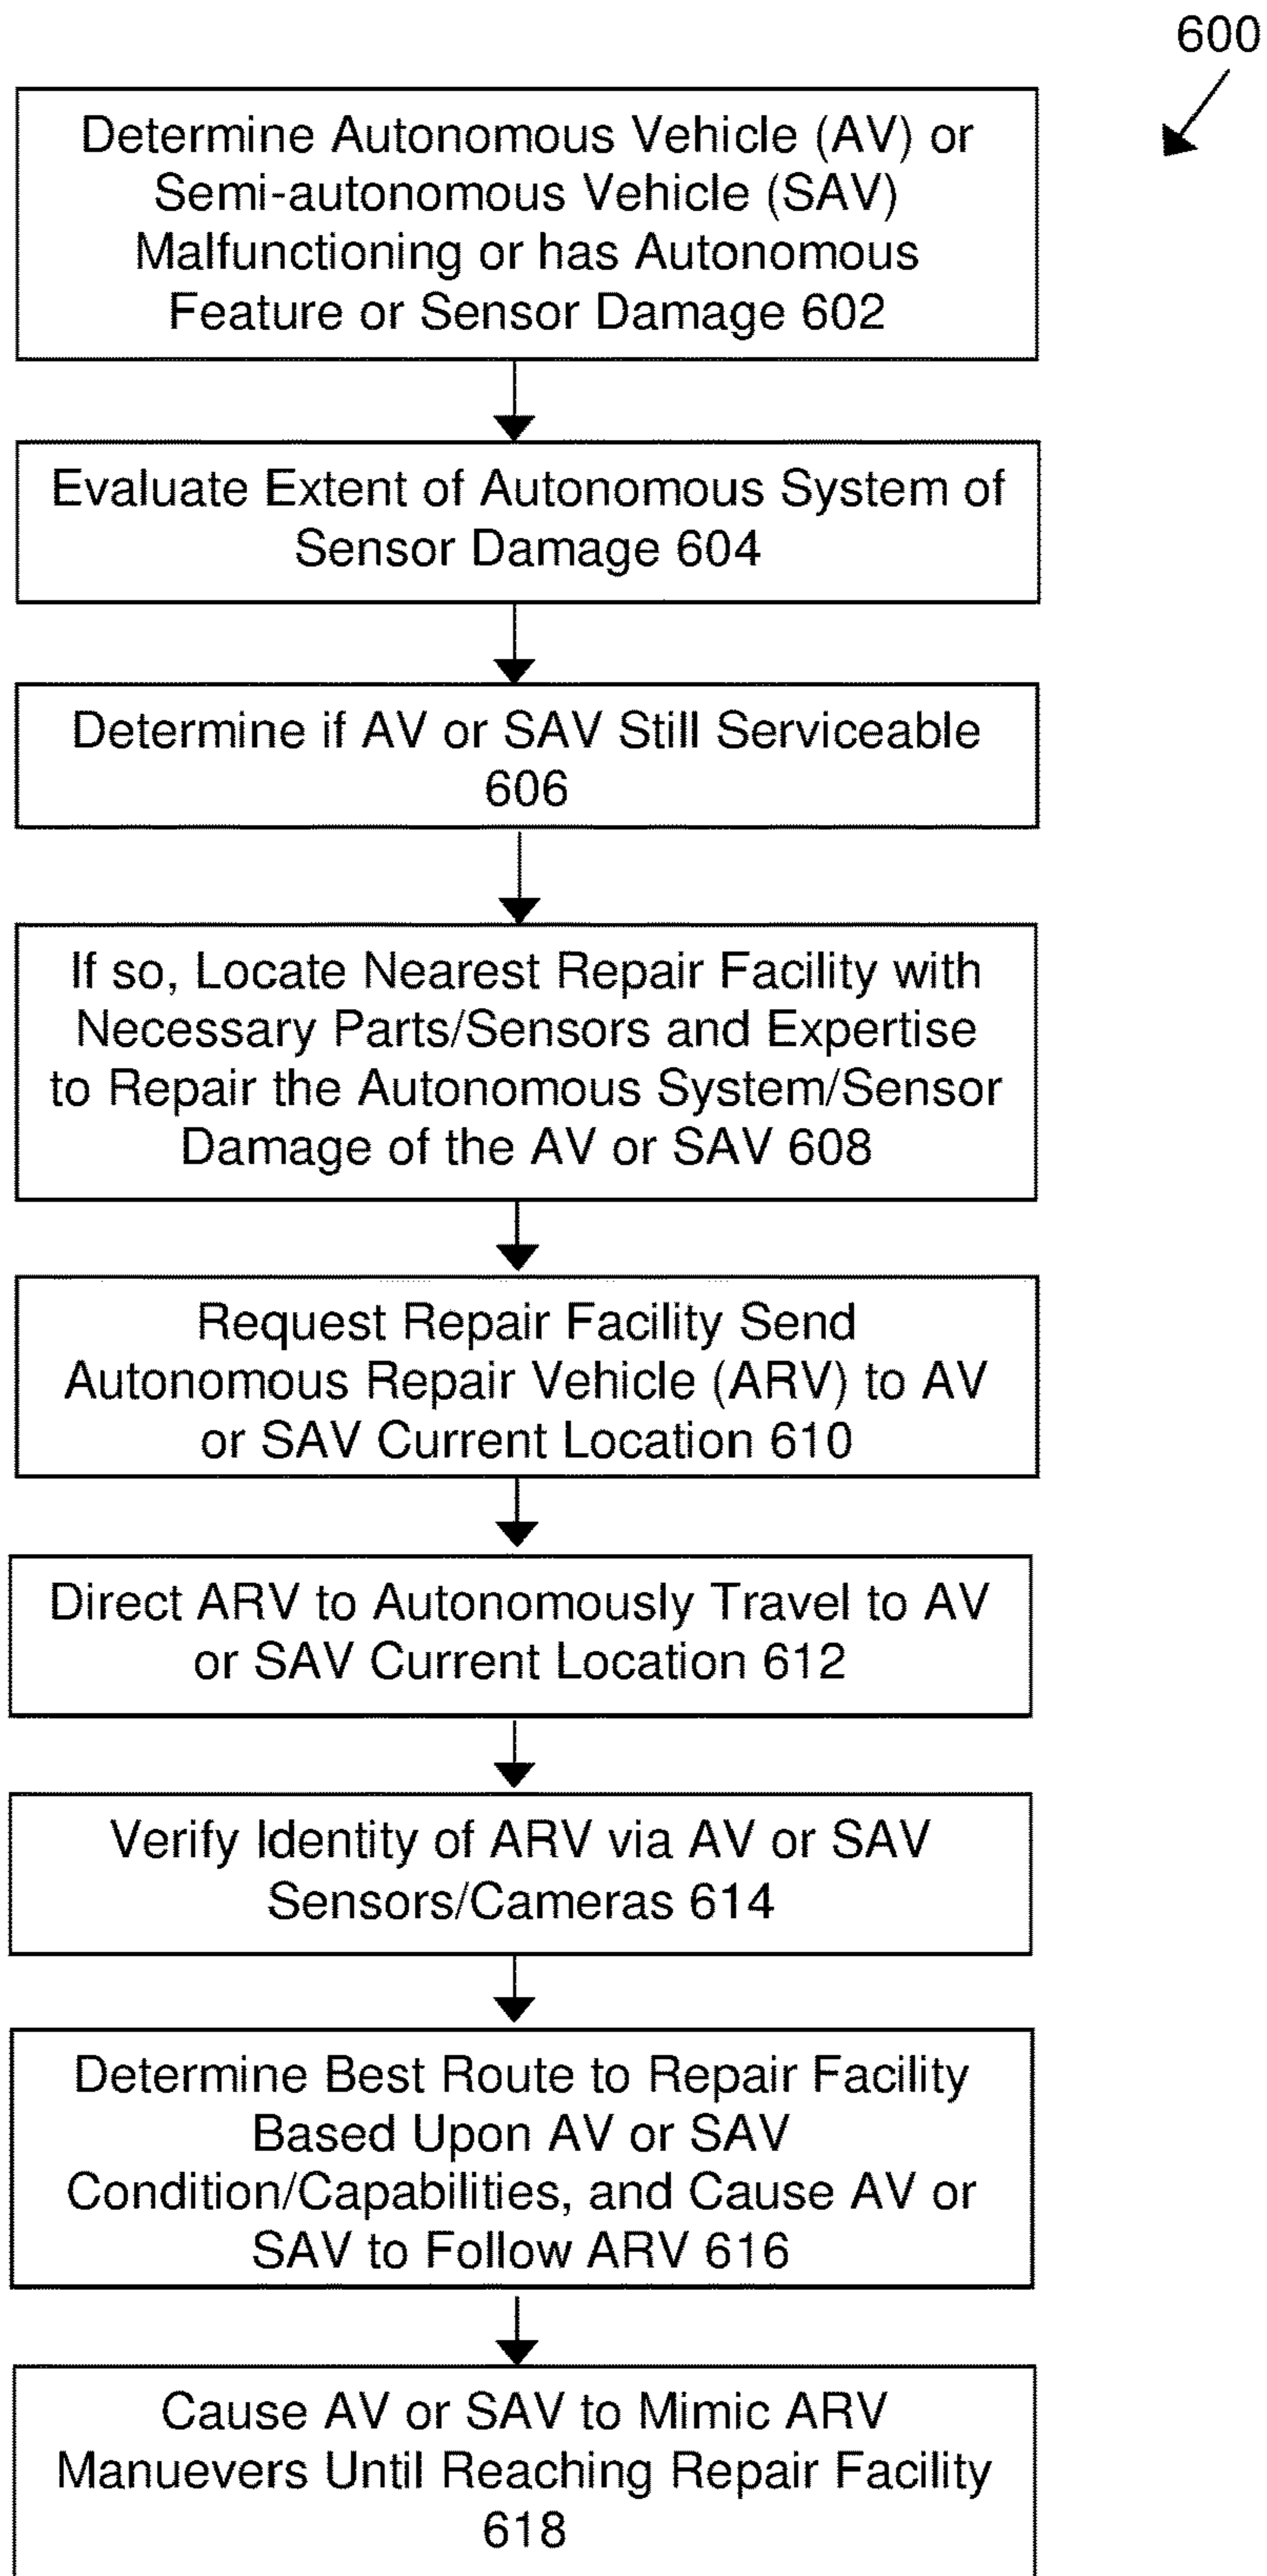 600
Determine Autonomous Vehicle (AV) or
Semi-autonomous Vehicle (SAV)
Malfunctioning or has Autonomous
Feature or Sensor Damage 602
Evaluate Extent of Autonomous System of
Sensor Damage 604
Determine if AV or SAV Still Serviceable
606
If so, Locate Nearest Repair Facility with
Necessary Parts/Sensors and Expertise
to Repair the Autonomous System/Sensor
Damage of the AV or SAV 608
Request Repair Facility Send
Autonomous Repair Vehicle (ARV) to AV
or SAV Current Location 610
Direct ARV to Autonomously Travel to AV
or SAV Current Location 612
Verify Identity of ARV via AV or SAV
Sensors/Cameras 614
Determine Best Route to Repair Facility
Based Upon AV or SAV
Condition/Capabilities, and Cause AV or
SAV to Follow ARV 616
Cause AV or SAV to Mimic ARV
Manuevers Until Reaching Repair Facility
618